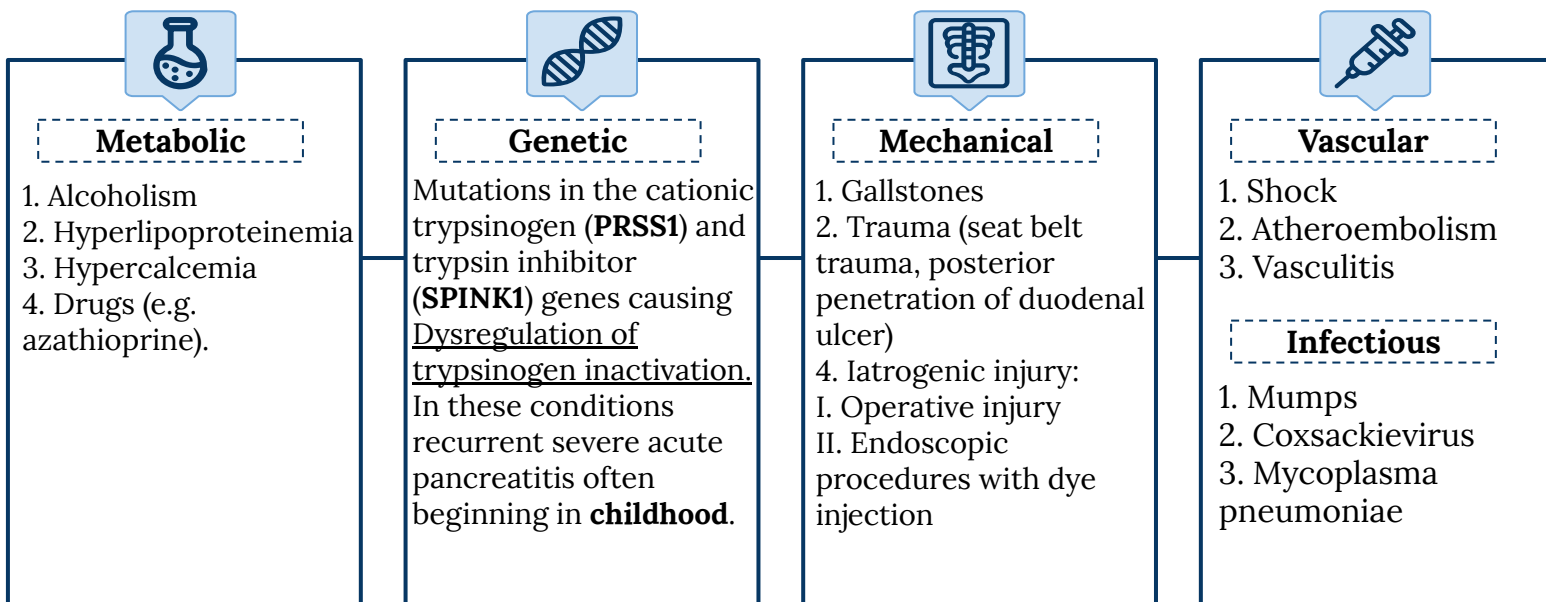 Metabolic
1. Alcoholism
2. Hyperlipoproteinemia
3. Hypercalcemia
4. Drugs (e.g.
azathioprine).
Genetic
Mutations in the cationic
trypsinogen (PRSS1) and
trypsin inhibitor
(SPINK1) genes causing
Dysregulation of
trypsinogen inactivation.
In these conditions
recurrent severe acute
pancreatitis often
beginning in childhood.
Mechanical
1. Gallstones
2. Trauma (seat belt
trauma, posterior
penetration of duodenal
ulcer)
4. Iatrogenic injury:
I. Operative injury
II. Endoscopic
procedures with dye
injection
Vascular
1. Shock
2. Atheroembolism
3. Vasculitis
Infectious
1. Mumps
2. Coxsackievirus
3. Mycoplasma
pneumoniae